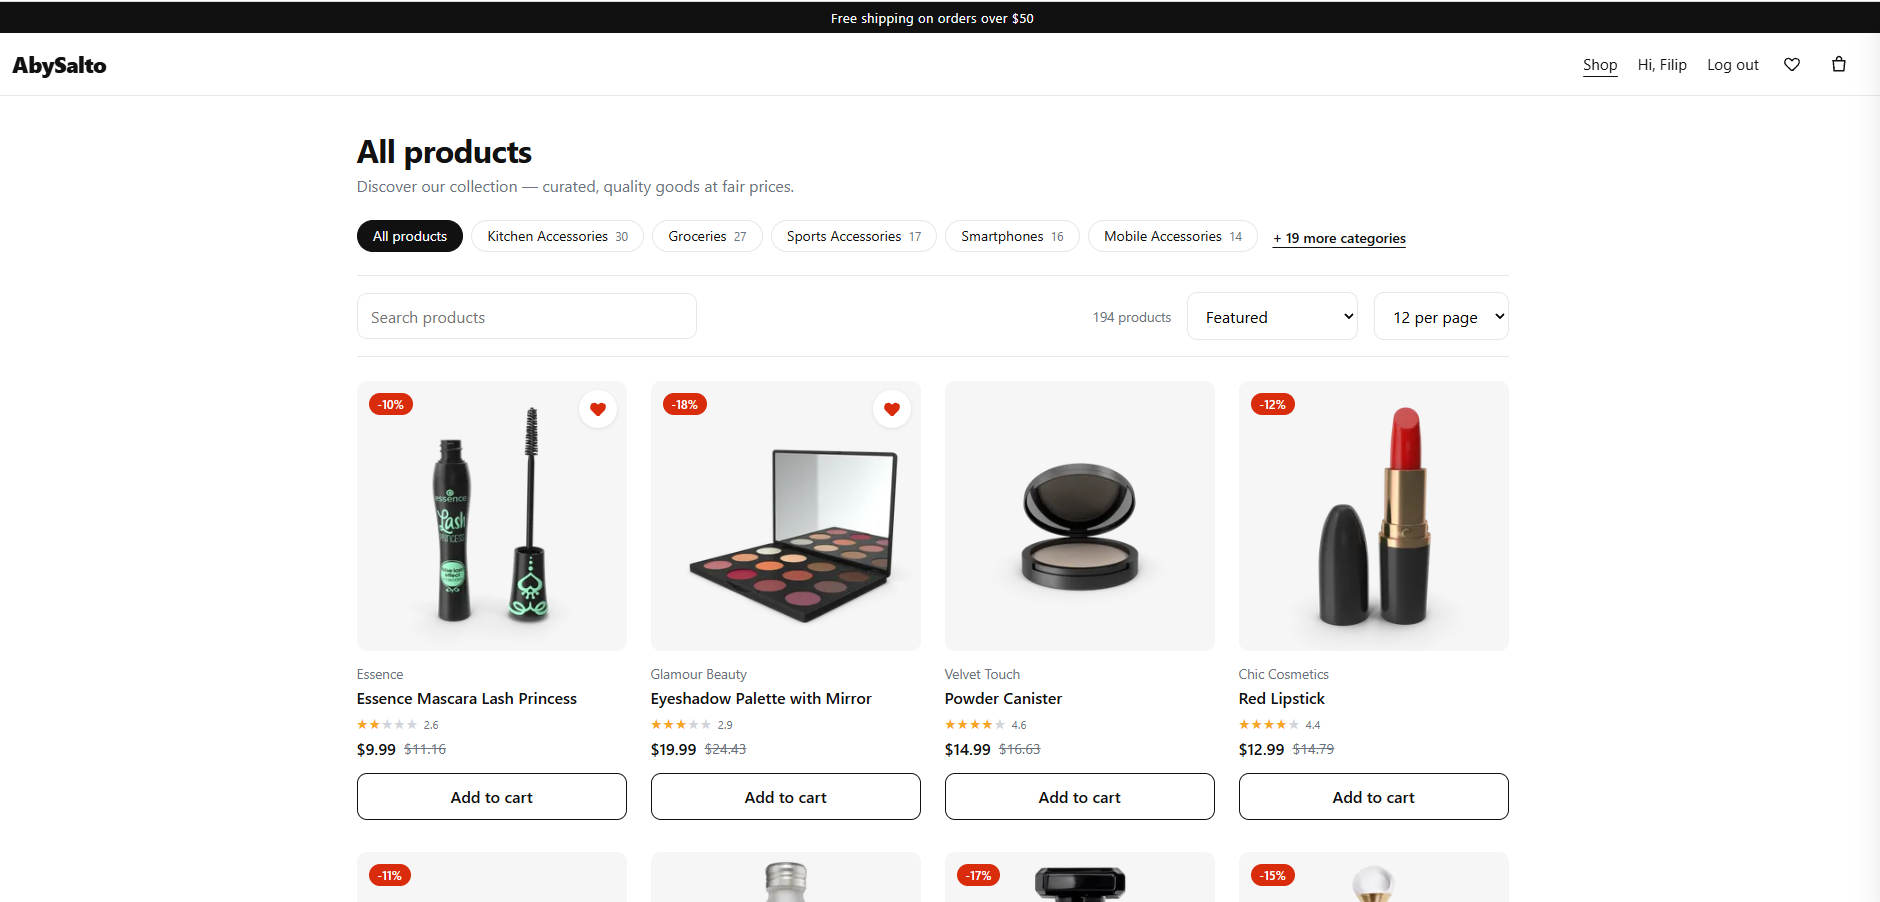 Free shipping on orders over $50
AbySalto
Shop Hi, Filip Log out
All products
Discover our collection — curated, quality goods at fair prices.
All products Kitchen Accessories 30 Groceries 27 Sports Accessories 17 Smartphones 16 Mobile Accessories 14 + 19 more categories
Search products 194 products Featured 12 per page
-10% -18% -12%
essence
Lash
PRINCESS
Essence Glamour Beauty Velvet Touch Chic Cosmetics
Essence Mascara Lash Princess Eyeshadow Palette with Mirror Powder Canister Red Lipstick
2.6 2.9 4.6 4.4
$9.99 $11.16 $19.99 $24.43 $14.99 $16.63 $12.99 $14.79
Add to cart Add to cart Add to cart Add to cart
-11% -17% -15%